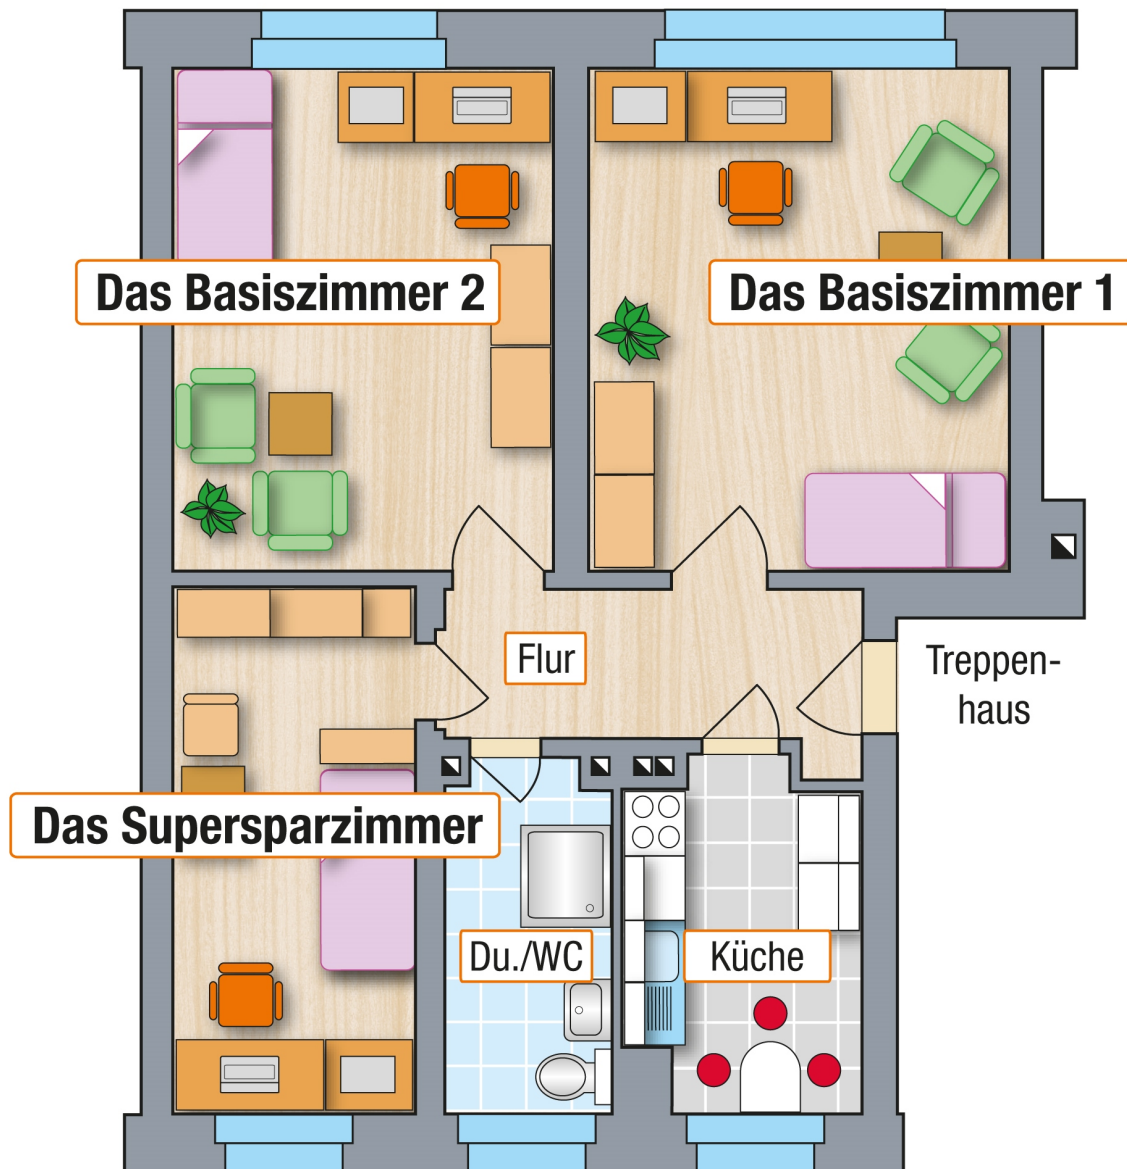 Das Basiszimmer 2
Das Basiszimmer 1
Flur
Treppen-
haus
Das Supersparzimmer
Du./WC
Küche